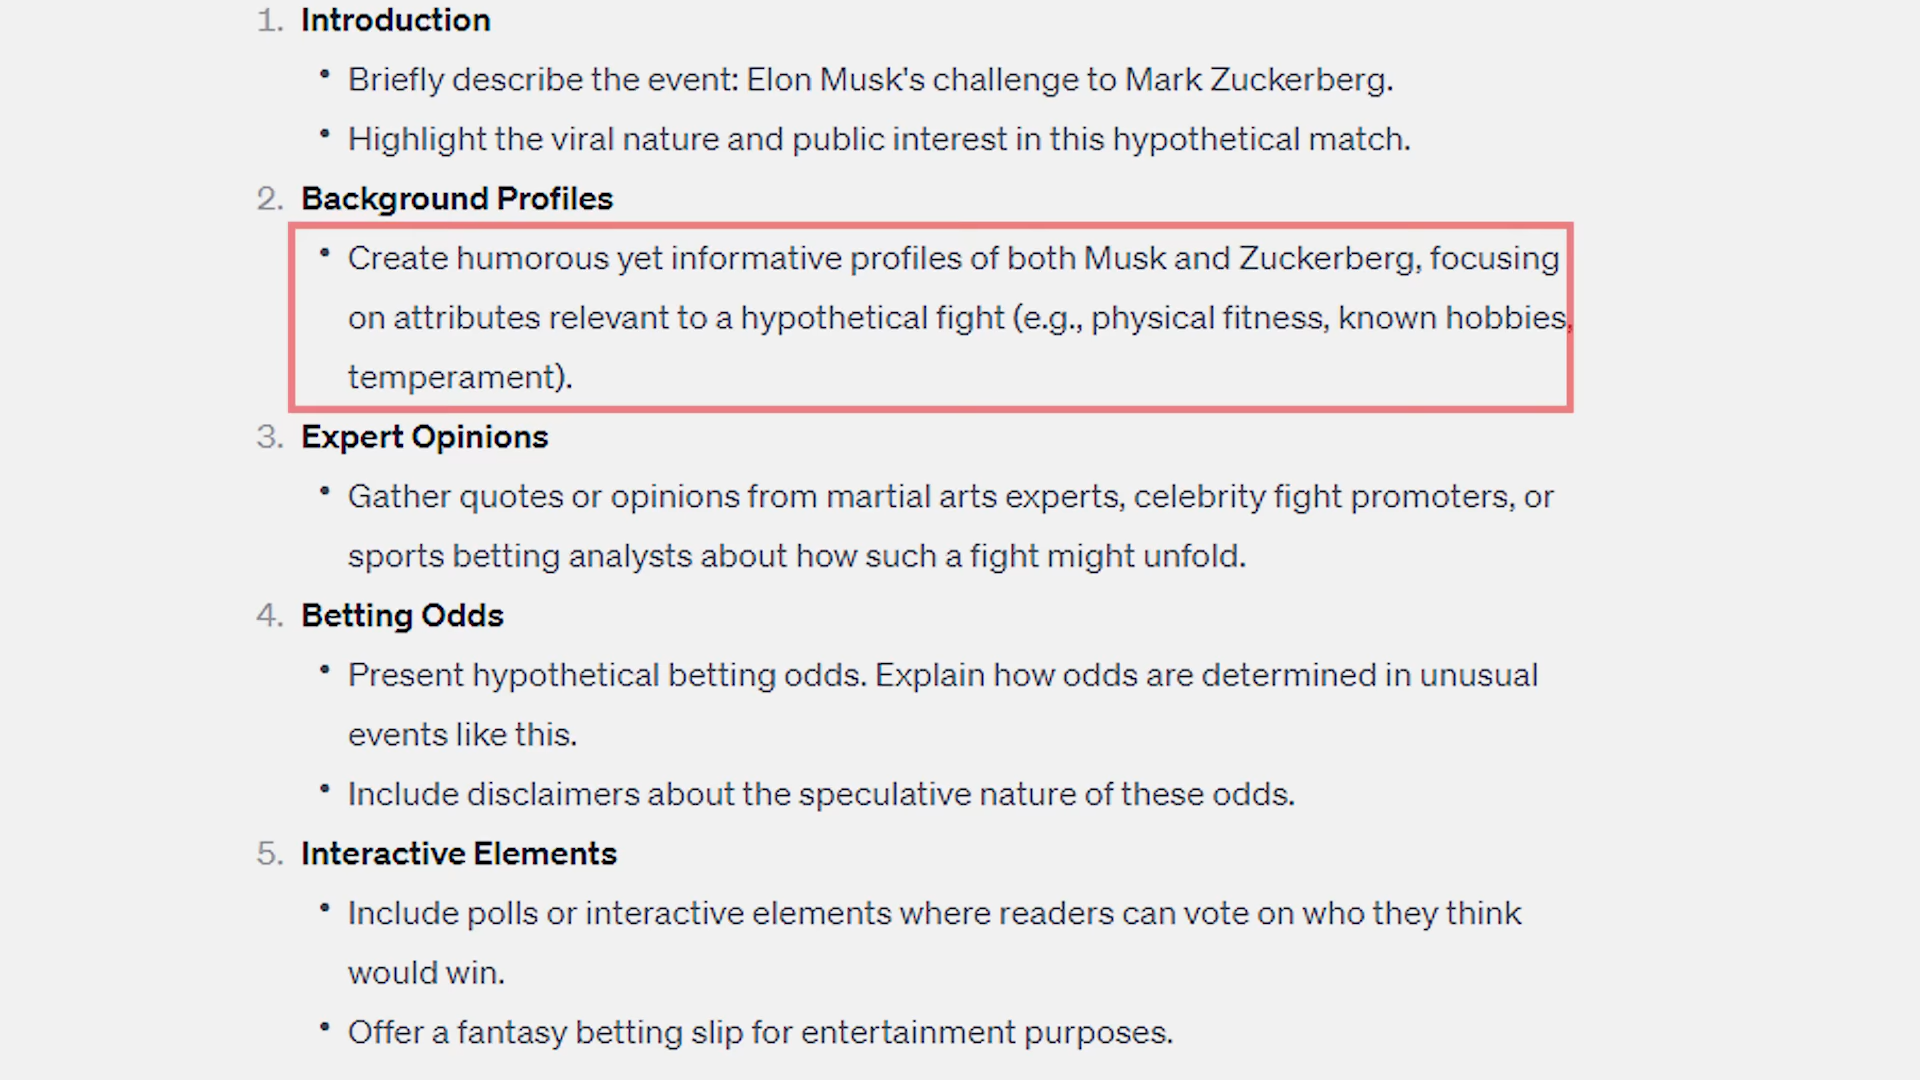 1. Introduction
• Briefly describe the event: Elon Musk's challenge to Mark Zuckerberg.
• Highlight the viral nature and public interest in this hypothetical match.
2. Background Profiles
• Create humorous yet informative profiles of both Musk and Zuckerberg, focusing
on attributes relevant to a hypothetical fight (e.g., physical fitness, known hobbies,
temperament).
3. Expert Opinions
• Gather quotes or opinions from martial arts experts, celebrity fight promoters, or
sports betting analysts about how such a fight might unfold.
4. Betting Odds
• Present hypothetical betting odds. Explain how odds are determined in unusual
events like this.
• Include disclaimers about the speculative nature of these odds.
5. Interactive Elements
• Include polls or interactive elements where readers can vote on who they think
would win.
• Offer a fantasy betting slip for entertainment purposes.